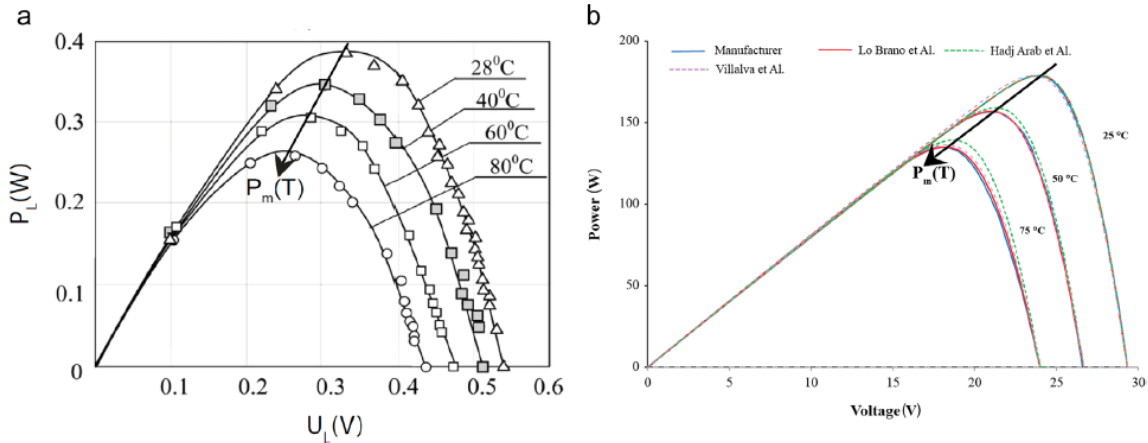 a
0.4
0.3
0.2
0.1
0
P_L(W)
28⁰C
40⁰C
60⁰C
80⁰C
P_m(T)
0.1
0.2
0.3
0.4
0.5
0.6
U_L(V)
b
200
150
100
50
0
Power (W)
Manufacturer
Lo Brano et Al.
Hadj Arab et Al.
Villalva et Al.
25 °C
50 °C
75 °C
P_m(T)
0
5
10
15
20
25
30
Voltage (V)